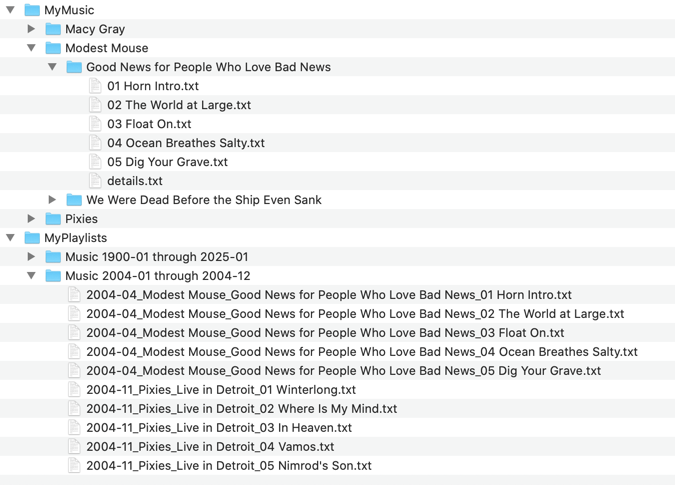 MyMusic
Macy Gray
Modest Mouse
Good News for People Who Love Bad News
01 Horn Intro.txt
02 The World at Large.txt
03 Float On.txt
04 Ocean Breathes Salty.txt
05 Dig Your Grave.txt
details.txt
We Were Dead Before the Ship Even Sank
Pixies
MyPlaylists
Music 1900-01 through 2025-01
Music 2004-01 through 2004-12
2004-04_Modest Mouse_Good News for People Who Love Bad News_01 Horn Intro.txt
2004-04_Modest Mouse_Good News for People Who Love Bad News_02 The World at Large.txt
2004-04_Modest Mouse_Good News for People Who Love Bad News_03 Float On.txt
2004-04_Modest Mouse_Good News for People Who Love Bad News_04 Ocean Breathes Salty.txt
2004-04_Modest Mouse_Good News for People Who Love Bad News_05 Dig Your Grave.txt
2004-11_Pixies_Live in Detroit_01 Winterlong.txt
2004-11_Pixies_Live in Detroit_02 Where Is My Mind.txt
2004-11_Pixies_Live in Detroit_03 In Heaven.txt
2004-11_Pixies_Live in Detroit_04 Vamos.txt
2004-11_Pixies_Live in Detroit_05 Nimrod's Son.txt